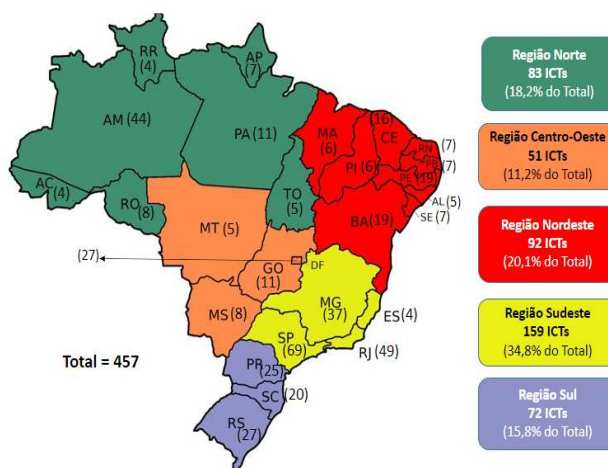 RR
(4)
AP
(7)
AM (44)
PA (11)
AC
(4)
RO
(8)
TO
(5)
MA
(6)
PI (6)
(16)
CE
RN
(7)
PB
(7)
PE
(19)
AL (5)
SE (7)
BA (19)
MT (5)
(27)
DF
GO
(11)
MS (8)
MG
(37)
ES (4)
SP
(69)
RJ (49)
PR
(25)
SC (20)
RS
(27)
Total = 457
Região Norte
83 ICTs
(18,2% do Total)
Região Centro-Oeste
51 ICTs
(11,2% do Total)
Região Nordeste
92 ICTs
(20,1% do Total)
Região Sudeste
159 ICTs
(34,8% do Total)
Região Sul
72 ICTs
(15,8% do Total)